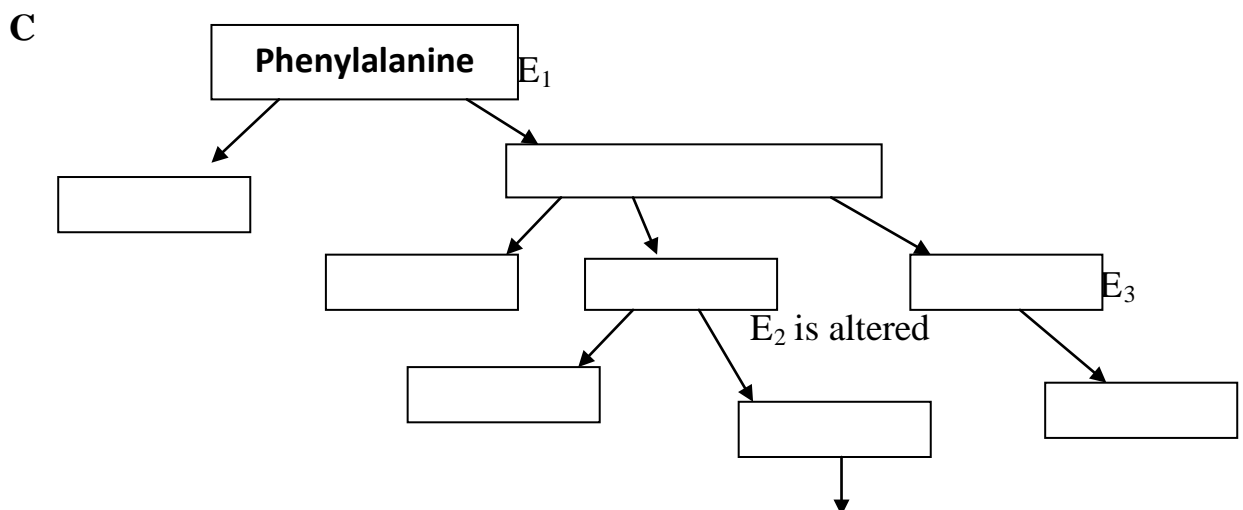 C
Phenylalanine
E₁
E₃
E₂ is altered